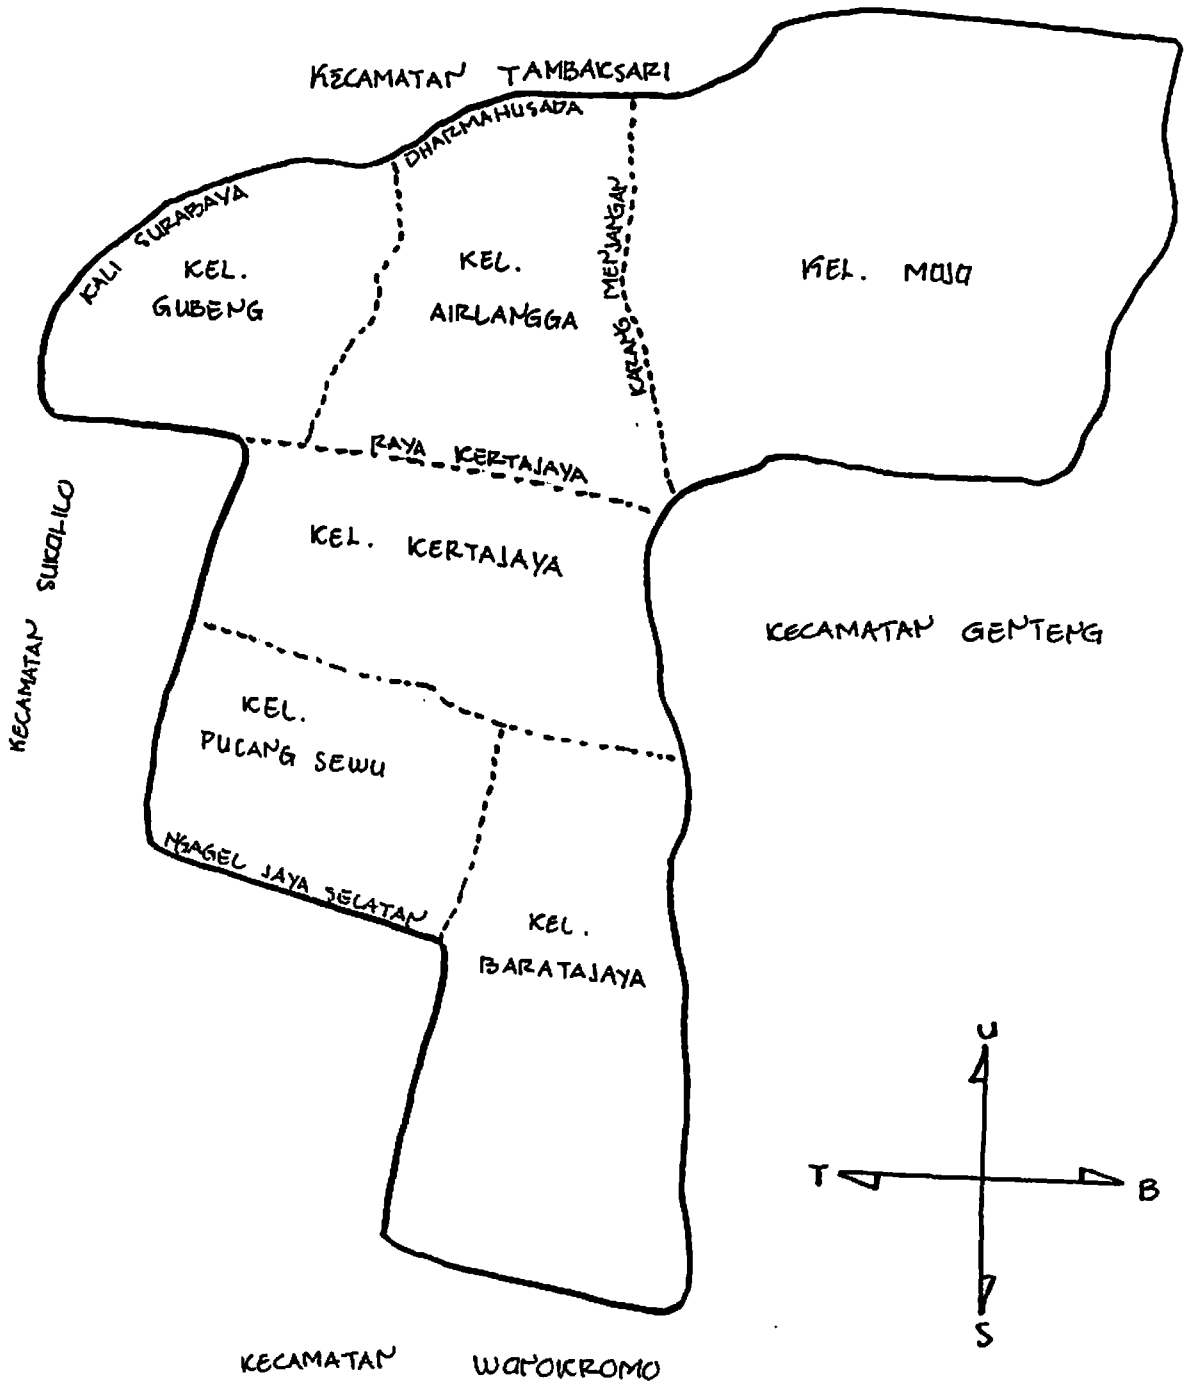 KECAMATAN TAMBAKSARI
DHARMAHUSADA
KALI SURABAYA
KARANG MENJANGAN
KEL.
GUBENG
KEL.
AIRLANGGA
KEL. MOJO
RAYA KERTAJAYA
KEL. KERTAJAYA
KECAMATAN SUKOLILO
KECAMATAN GENTENG
KEL.
PUCANG SEWU
NGAGEL JAYA SELATAN
KEL.
BARATAJAYA
U
T
B
S
KECAMATAN WONOKROMO